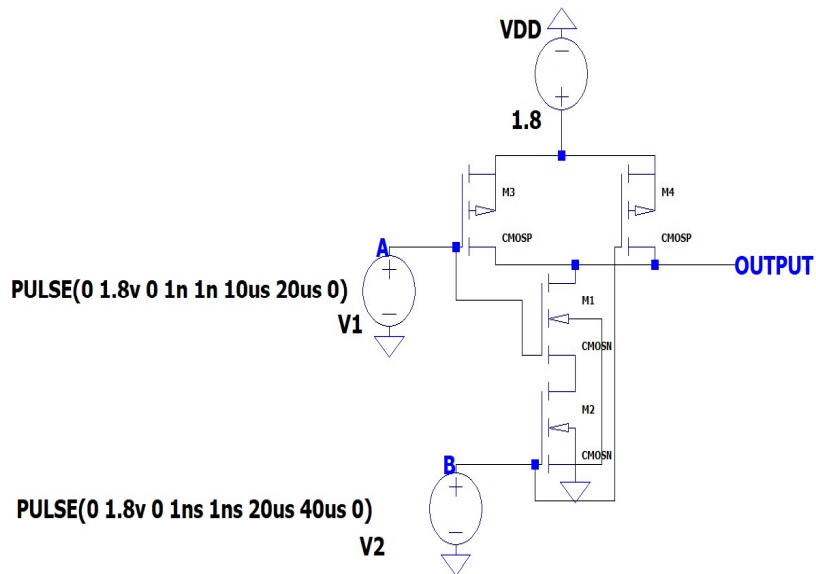 VDD
1.8
M3
M4
CMOSP
CMOSP
A
OUTPUT
PULSE(0 1.8v 0 1n 1n 10us 20us 0)
M1
V1
CMOSN
M2
B
CMOSN
PULSE(0 1.8v 0 1ns 1ns 20us 40us 0)
V2